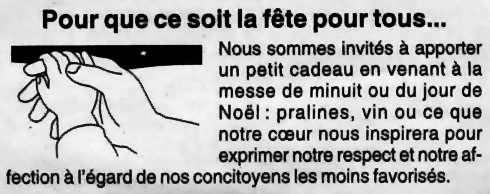 Pour que ce soit la fête pour tous...
Nous sommes invités à apporter
un petit cadeau en venant à la
messe de minuit ou du jour de
Noël : pralines, vin ou ce que
notre cœur nous inspirera pour
exprimer notre respect et notre af-
fection à l'égard de nos concitoyens les moins favorisés.